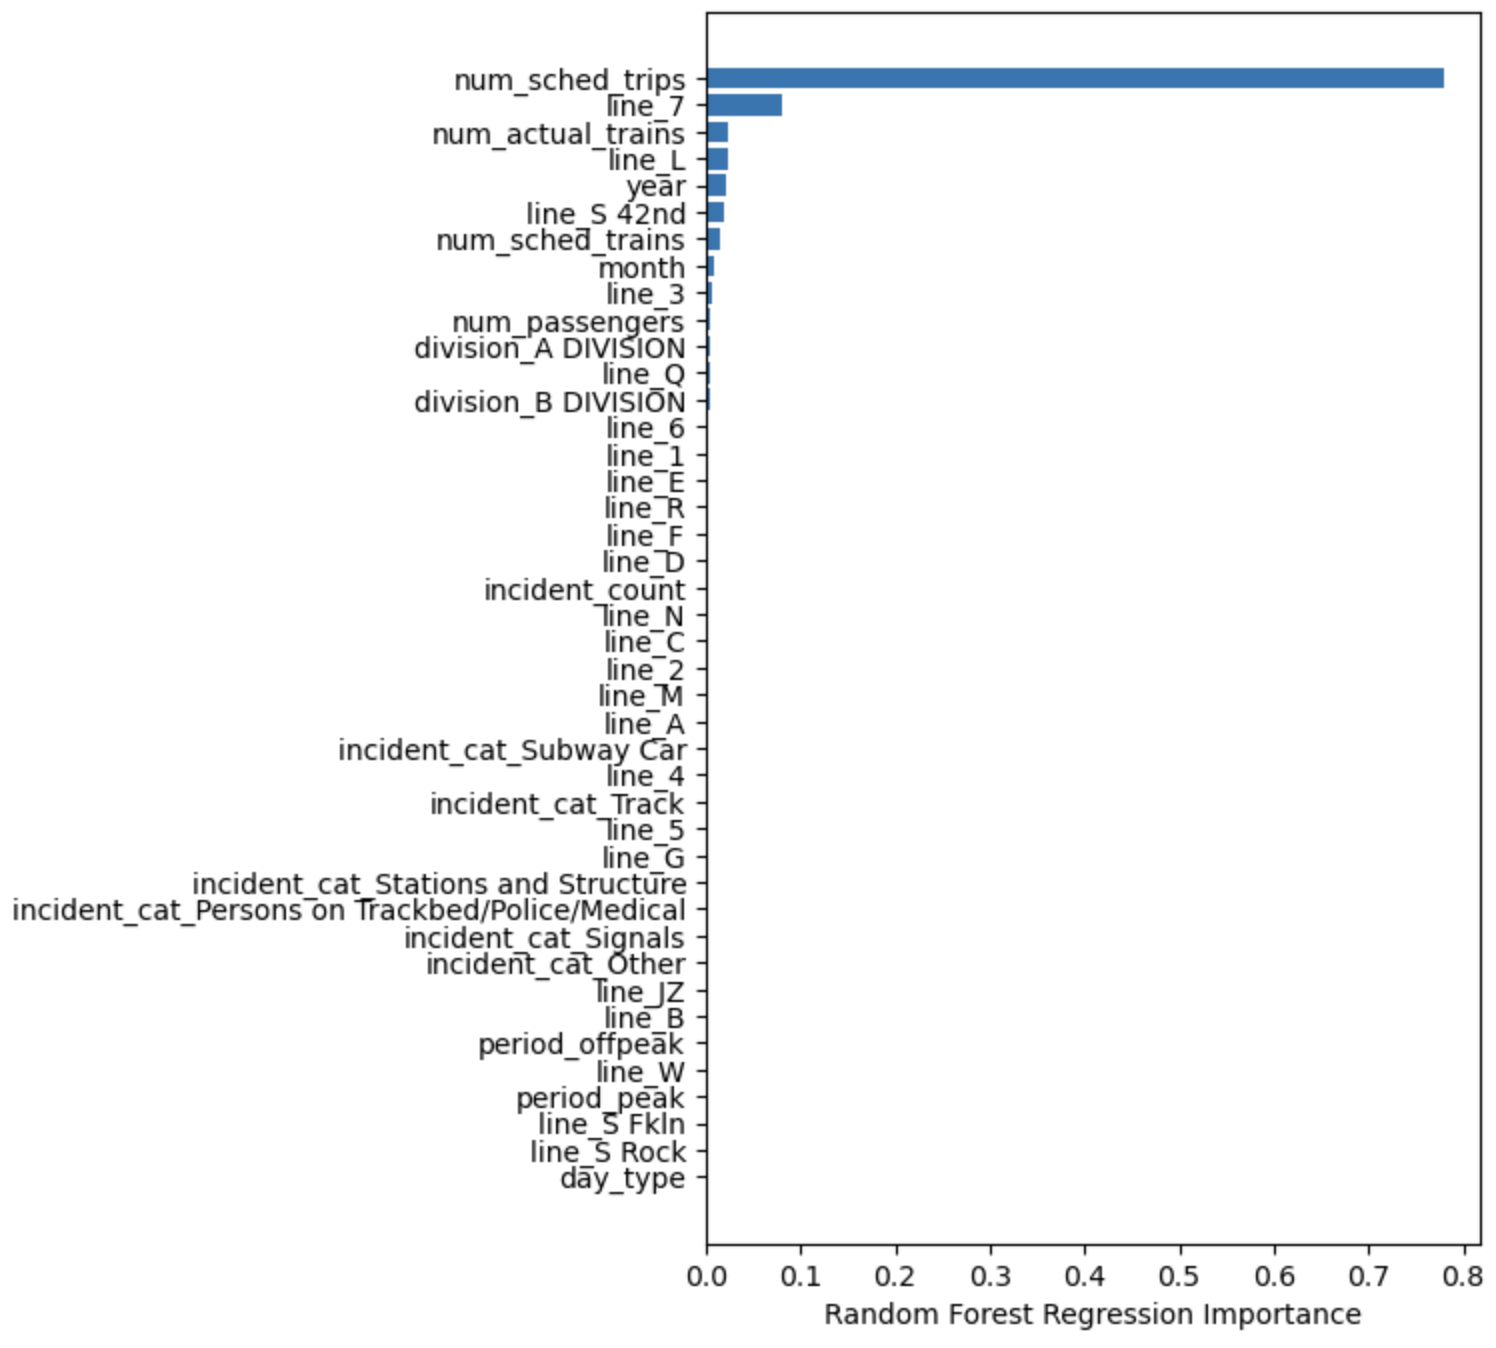 num_sched_trips
line_7
num_actual_trains
line_L
year
line_S 42nd
num_sched_trains
month
line_3
num_passengers
division_A DIVISION
line_Q
division_B DIVISION
line_6
line_1
line_E
line_R
line_F
line_D
incident_count
line_N
line_C
line_2
line_M
line_A
incident_cat_Subway Car
line_4
incident_cat_Track
line_5
line_G
incident_cat_Stations and Structure
incident_cat_Persons on Trackbed/Police/Medical
incident_cat_Signals
incident_cat_Other
line_JZ
line_B
period_offpeak
line_W
period_peak
line_S Fkln
line_S Rock
day_type
0.0 0.1 0.2 0.3 0.4 0.5 0.6 0.7 0.8
Random Forest Regression Importance